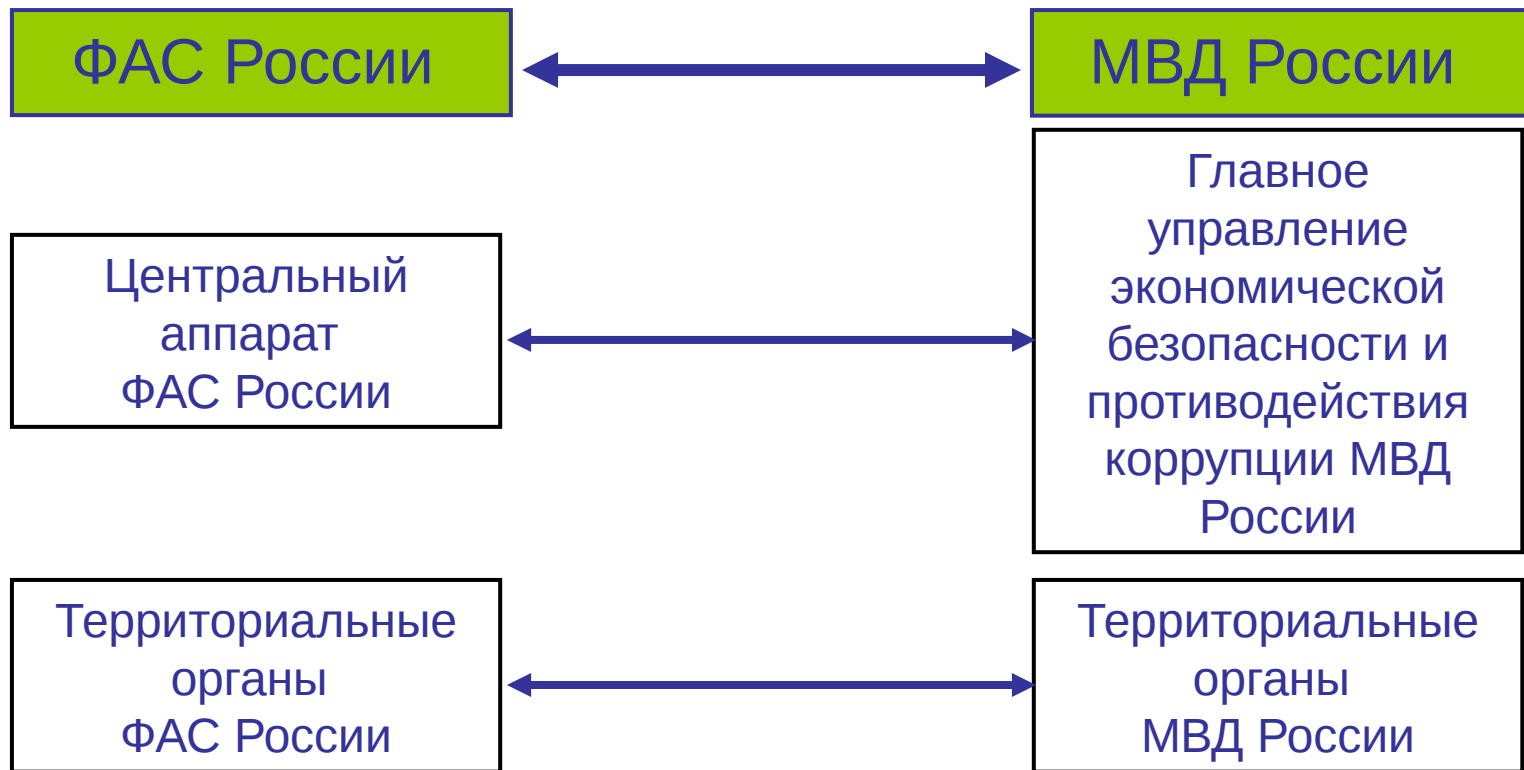 ФАС России
МВД России
Центральный
аппарат
ФАС России
Главное
управление
экономической
безопасности и
противодействия
коррупции МВД
России
Территориальные
органы
ФАС России
Территориальные
органы
МВД России